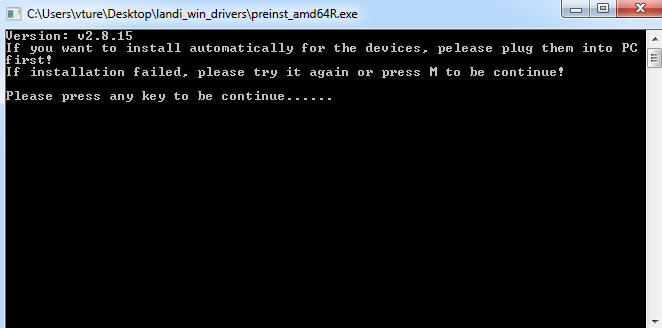 C:\Users\vture\Desktop\landi_win_drivers\preinst_amd64R.exe
Version: v2.8.15
If you want to install automatically for the devices, pelease plug them into PC
first!
If installation failed, please try it again or press M to be continue!
Please press any key to be continue......